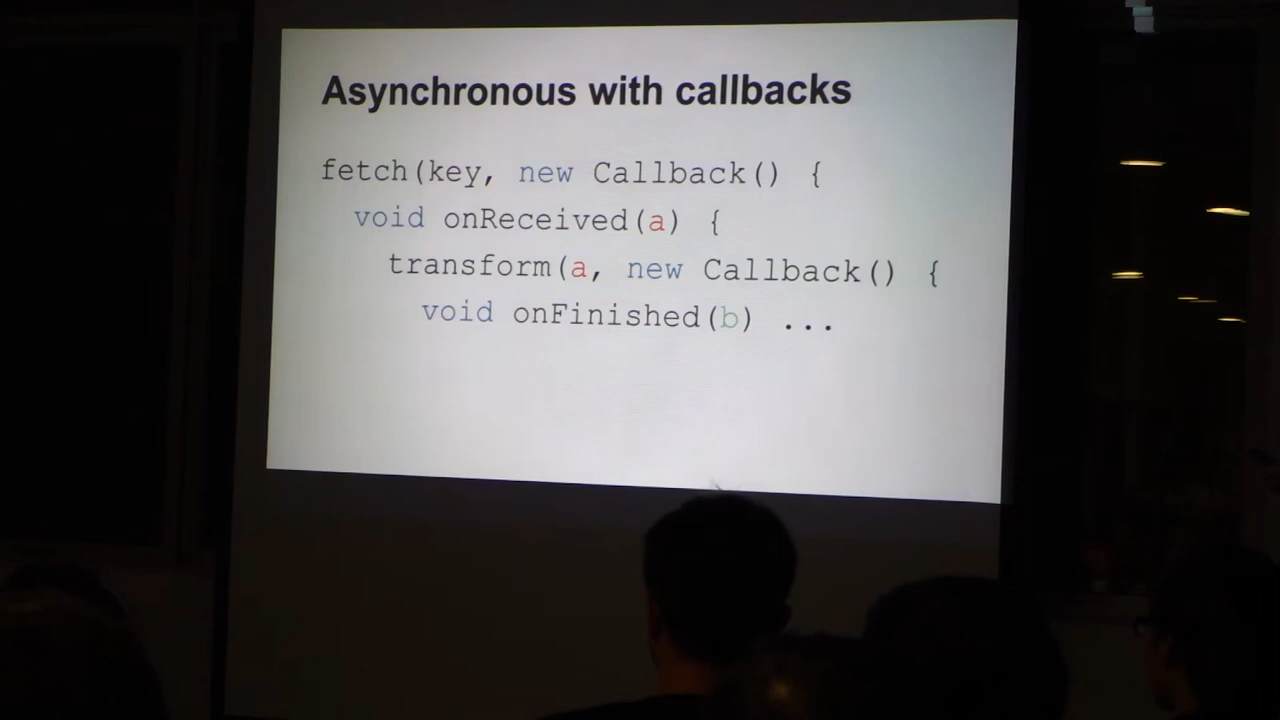 Asynchronous with callbacks
fetch(key, new Callback() {
void onReceived(a) {
transform(a, new Callback() {
void onFinished(b) ...